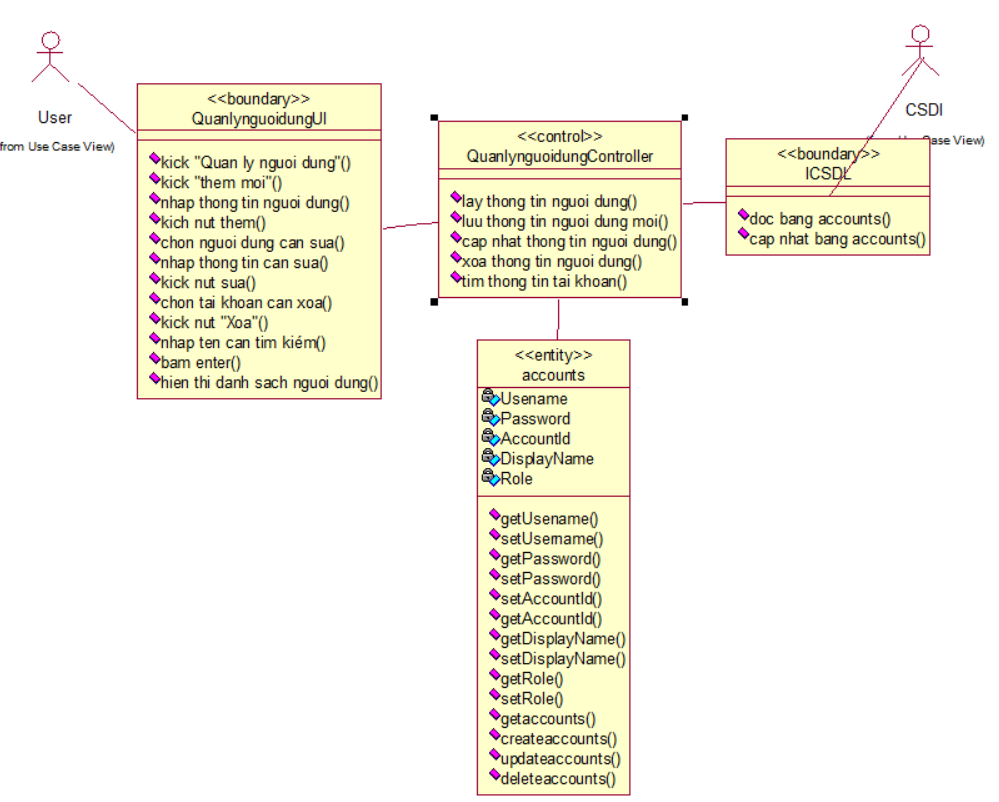 User
from Use Case View)
<<boundary>>
QuanlynguoidungUI
kick "Quan ly nguoi dung"()
kick "them moi"()
nhap thong tin nguoi dung()
kich nut them()
chon nguoi dung can sua()
nhap thong tin can sua()
kick nut sua()
chon tai khoan can xoa()
kick nut "Xoa"()
nhap ten can tim kiém()
bam enter()
hien thi danh sach nguoi dung()
<<control>>
QuanlynguoidungController
lay thong tin nguoi dung()
luu thong tin nguoi dung moi()
cap nhat thong tin nguoi dung()
xoa thong tin nguoi dung()
tim thong tin tai khoan()
CSDl
Use Case View)
<<boundary>>
ICSDL
doc bang accounts()
cap nhat bang accounts()
<<entity>>
accounts
Usename
Password
AccountId
DisplayName
Role
getUsename()
setUsername()
getPassword()
setPassword()
setAccountId()
getAccountId()
getDisplayName()
setDisplayName()
getRole()
setRole()
getaccounts()
createaccounts()
updateaccounts()
deleteaccounts()